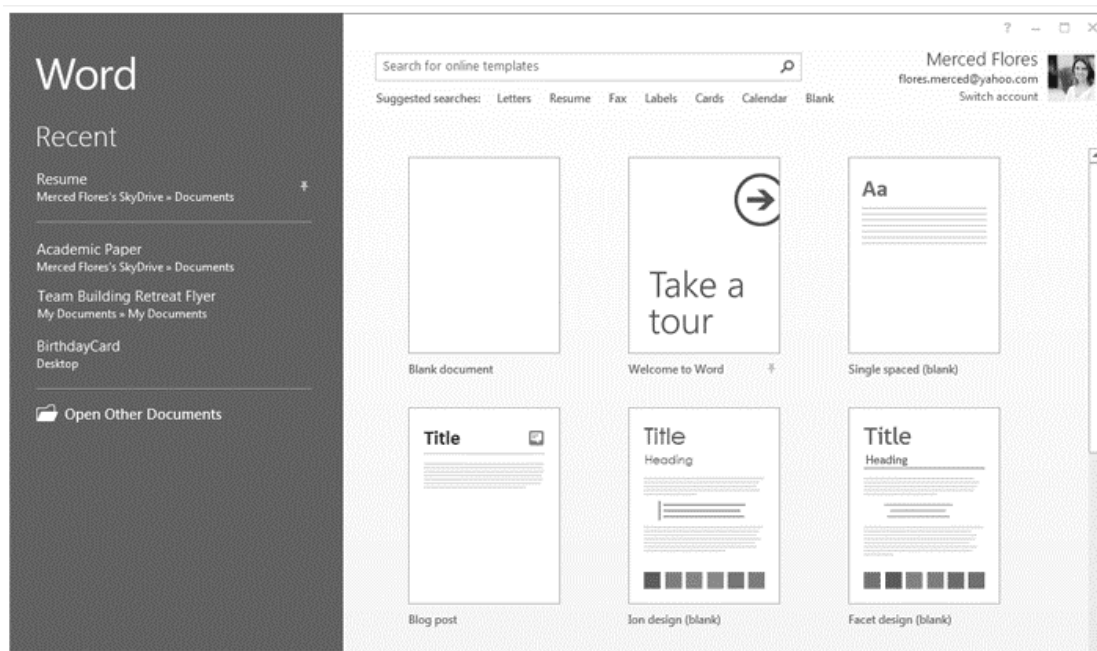 Word
Recent
Resume
Merced Flores's SkyDrive » Documents
Academic Paper
Merced Flores's SkyDrive » Documents
Team Building Retreat Flyer
My Documents » My Documents
BirthdayCard
Desktop
Open Other Documents
?
Search for online templates
Suggested searches: Letters Resume Fax Labels Cards Calendar Blank
Merced Flores
flores.merced@yahoo.com
Switch account
Blank document
Take a
tour
Welcome to Word
Aa
Single spaced (blank)
Title
Blog post
Title
Heading
Ion design (blank)
Title
Heading
Facet design (blank)